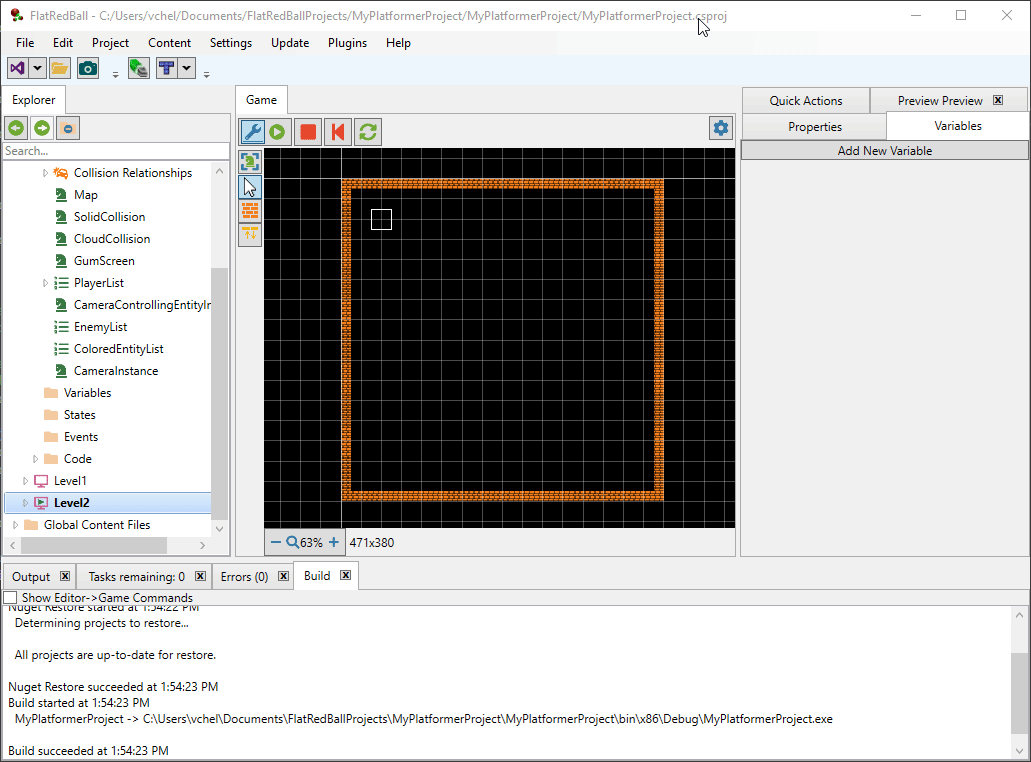 FlatRedBall - C:/Users/vchel/Documents/FlatRedBallProjects/MyPlatformerProject/MyPlatformerProject/MyPlatformerProject.csproj
File Edit Project Content Settings Update Plugins Help
Explorer
Search...
Collision Relationships
Map
SolidCollision
CloudCollision
GumScreen
PlayerList
CameraControllingEntityIr
EnemyList
ColoredEntityList
CameraInstance
Variables
States
Events
Code
Level1
Level2
Global Content Files
Game
63% 471x380
Quick Actions Preview Preview
Properties Variables
Add New Variable
Output Tasks remaining: 0 Errors (0) Build
Show Editor->Game Commands
Nuget Restore started at 1:54:22 PM
Determining projects to restore...
All projects are up-to-date for restore.
Nuget Restore succeeded at 1:54:23 PM
Build started at 1:54:23 PM
MyPlatformerProject -> C:\Users\vchel\Documents\FlatRedBallProjects\MyPlatformerProject\MyPlatformerProject\bin\x86\Debug\MyPlatformerProject.exe
Build succeeded at 1:54:23 PM